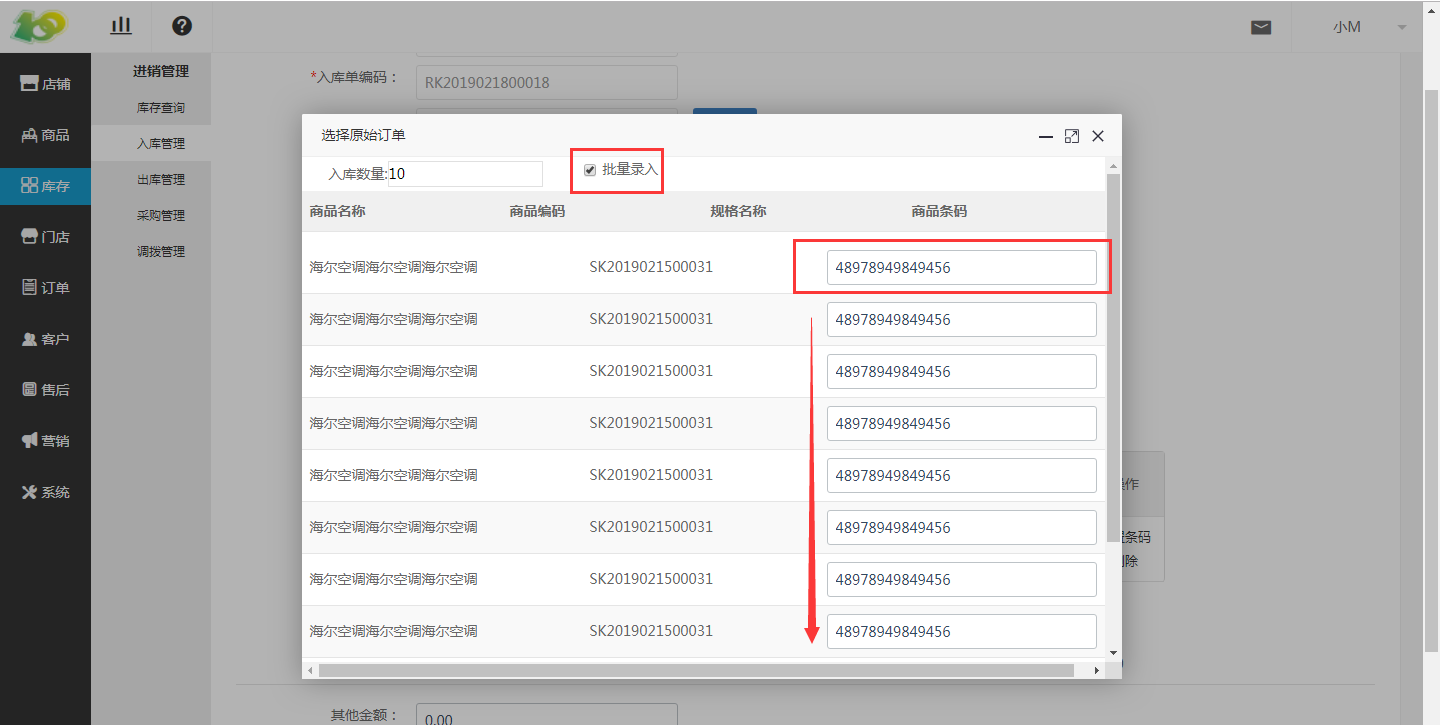 小M
店铺
商品
库存
门店
订单
客户
售后
营销
系统
进销管理
库存查询
入库管理
出库管理
采购管理
调拨管理
*入库单编码：
RK2019021800018
选择原始订单
入库数量:10
批量录入
商品名称 商品编码 规格名称 商品条码
海尔空调海尔空调海尔空调 SK2019021500031 48978949849456
海尔空调海尔空调海尔空调 SK2019021500031 48978949849456
海尔空调海尔空调海尔空调 SK2019021500031 48978949849456
海尔空调海尔空调海尔空调 SK2019021500031 48978949849456
海尔空调海尔空调海尔空调 SK2019021500031 48978949849456
海尔空调海尔空调海尔空调 SK2019021500031 48978949849456
海尔空调海尔空调海尔空调 SK2019021500031 48978949849456
海尔空调海尔空调海尔空调 SK2019021500031 48978949849456
作
条码
除
其他金额：
0.00